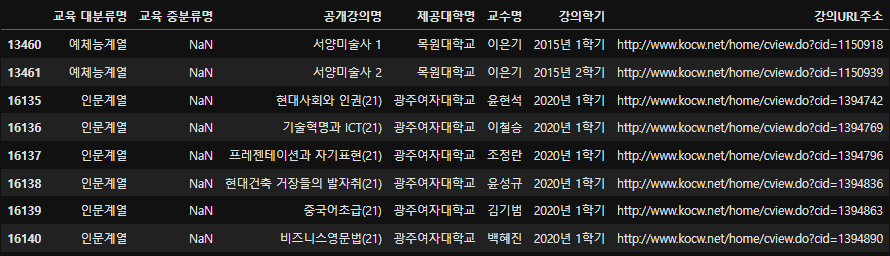 교육 대분류명 교육 중분류명 공개강의명 제공대학명 교수명 강의학기 강의URL주소
13460 예체능계열 NaN 서양미술사 1 목원대학교 이은기 2015년 1학기 http://www.kocw.net/home/cview.do?cid=1150918
13461 예체능계열 NaN 서양미술사 2 목원대학교 이은기 2015년 2학기 http://www.kocw.net/home/cview.do?cid=1150939
16135 인문계열 NaN 현대사회와 인권(21) 광주여자대학교 윤현석 2020년 1학기 http://www.kocw.net/home/cview.do?cid=1394742
16136 인문계열 NaN 기술혁명과 ICT(21) 광주여자대학교 이철승 2020년 1학기 http://www.kocw.net/home/cview.do?cid=1394769
16137 인문계열 NaN 프레젠테이션과 자기표현(21) 광주여자대학교 조정란 2020년 1학기 http://www.kocw.net/home/cview.do?cid=1394796
16138 인문계열 NaN 현대건축 거장들의 발자취(21) 광주여자대학교 윤성규 2020년 1학기 http://www.kocw.net/home/cview.do?cid=1394836
16139 인문계열 NaN 중국어초급(21) 광주여자대학교 김기범 2020년 1학기 http://www.kocw.net/home/cview.do?cid=1394863
16140 인문계열 NaN 비즈니스영문법(21) 광주여자대학교 백혜진 2020년 1학기 http://www.kocw.net/home/cview.do?cid=1394890